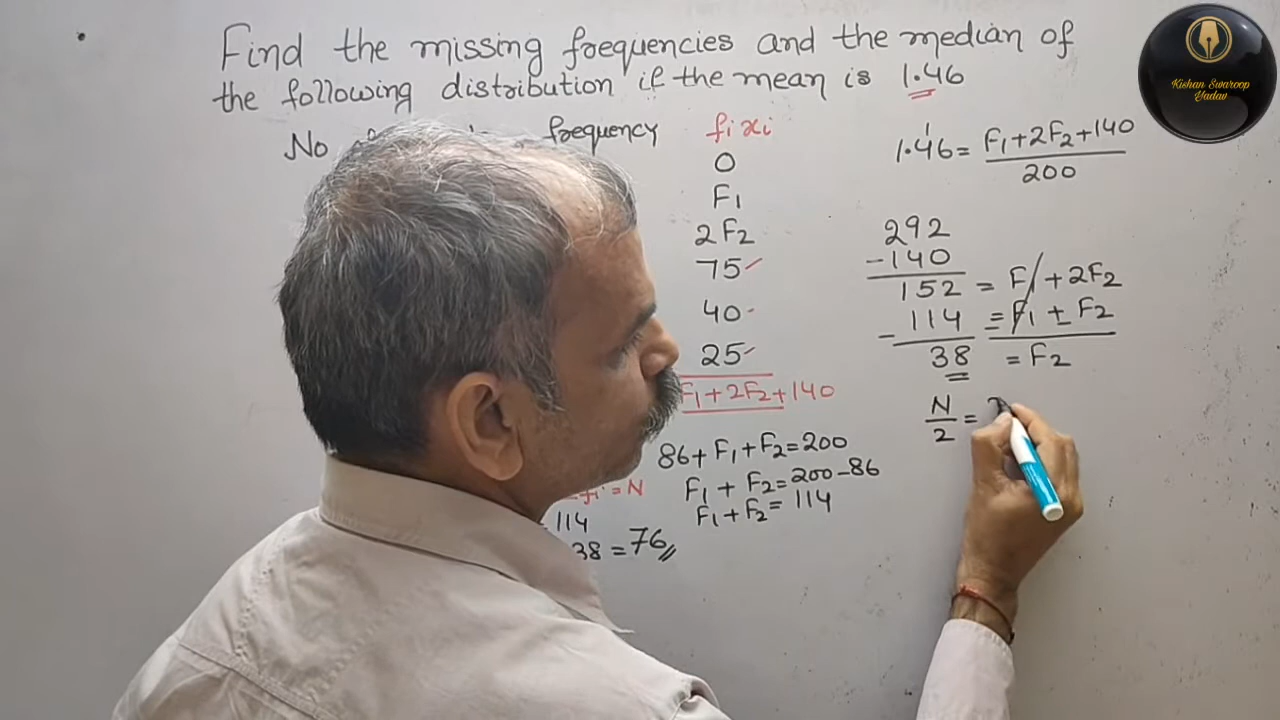 Find the missing frequencies and the median of
the following distribution if the mean is 1.46
No frequency fixi
0
F1
2F2
75
40
25
F1+2F2+140
86+F1+F2=200
F1+F2=200-86
F1+F2=114
fi=N
=114
38=76
1.46=F1+2F2+140
200
292
-140
152=F1+2F2
-114=F1+F2
38=F2
N
2 =
Kishan Swaroop
Yadav